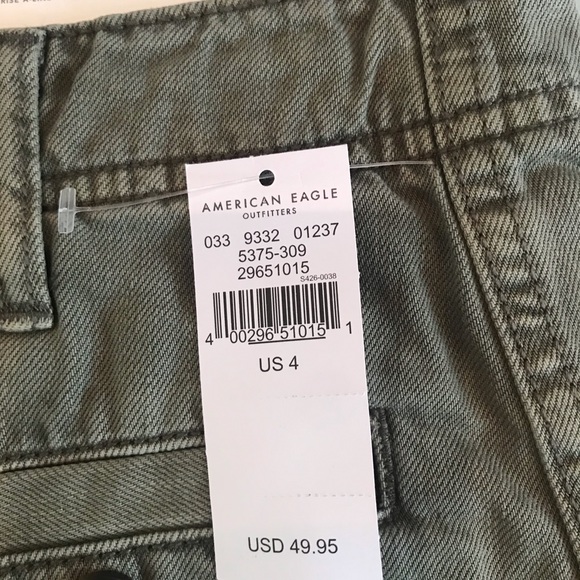 AMERICAN EAGLE
OUTFITTERS
033 9332 01237
5375-309
29651015
S426-0038
4 00296 51015 1
US 4
USD 49.95